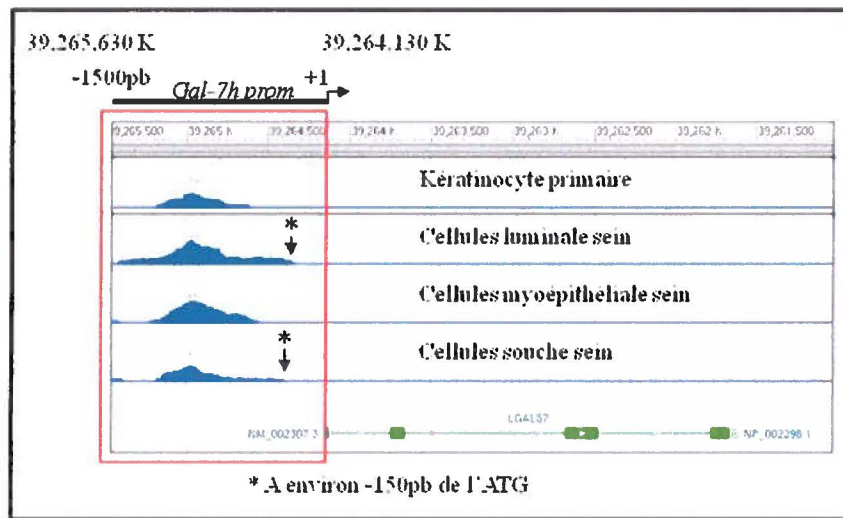 39.265.630 K 39.264.130 K
-1500pb Gal-7h prom +1
39,265,500 39,265 K 39,264,500 39,264 K 39,263,500 39,263 K 39,262,500 39,262 K 39,261,500
Kératinocyte primaire
*
Cellules luminale sein
Cellules myoépithéliale sein
*
Cellules souche sein
LGALS7
NM_002307.3 NP_002298.1
* A environ -150pb de l'ATG